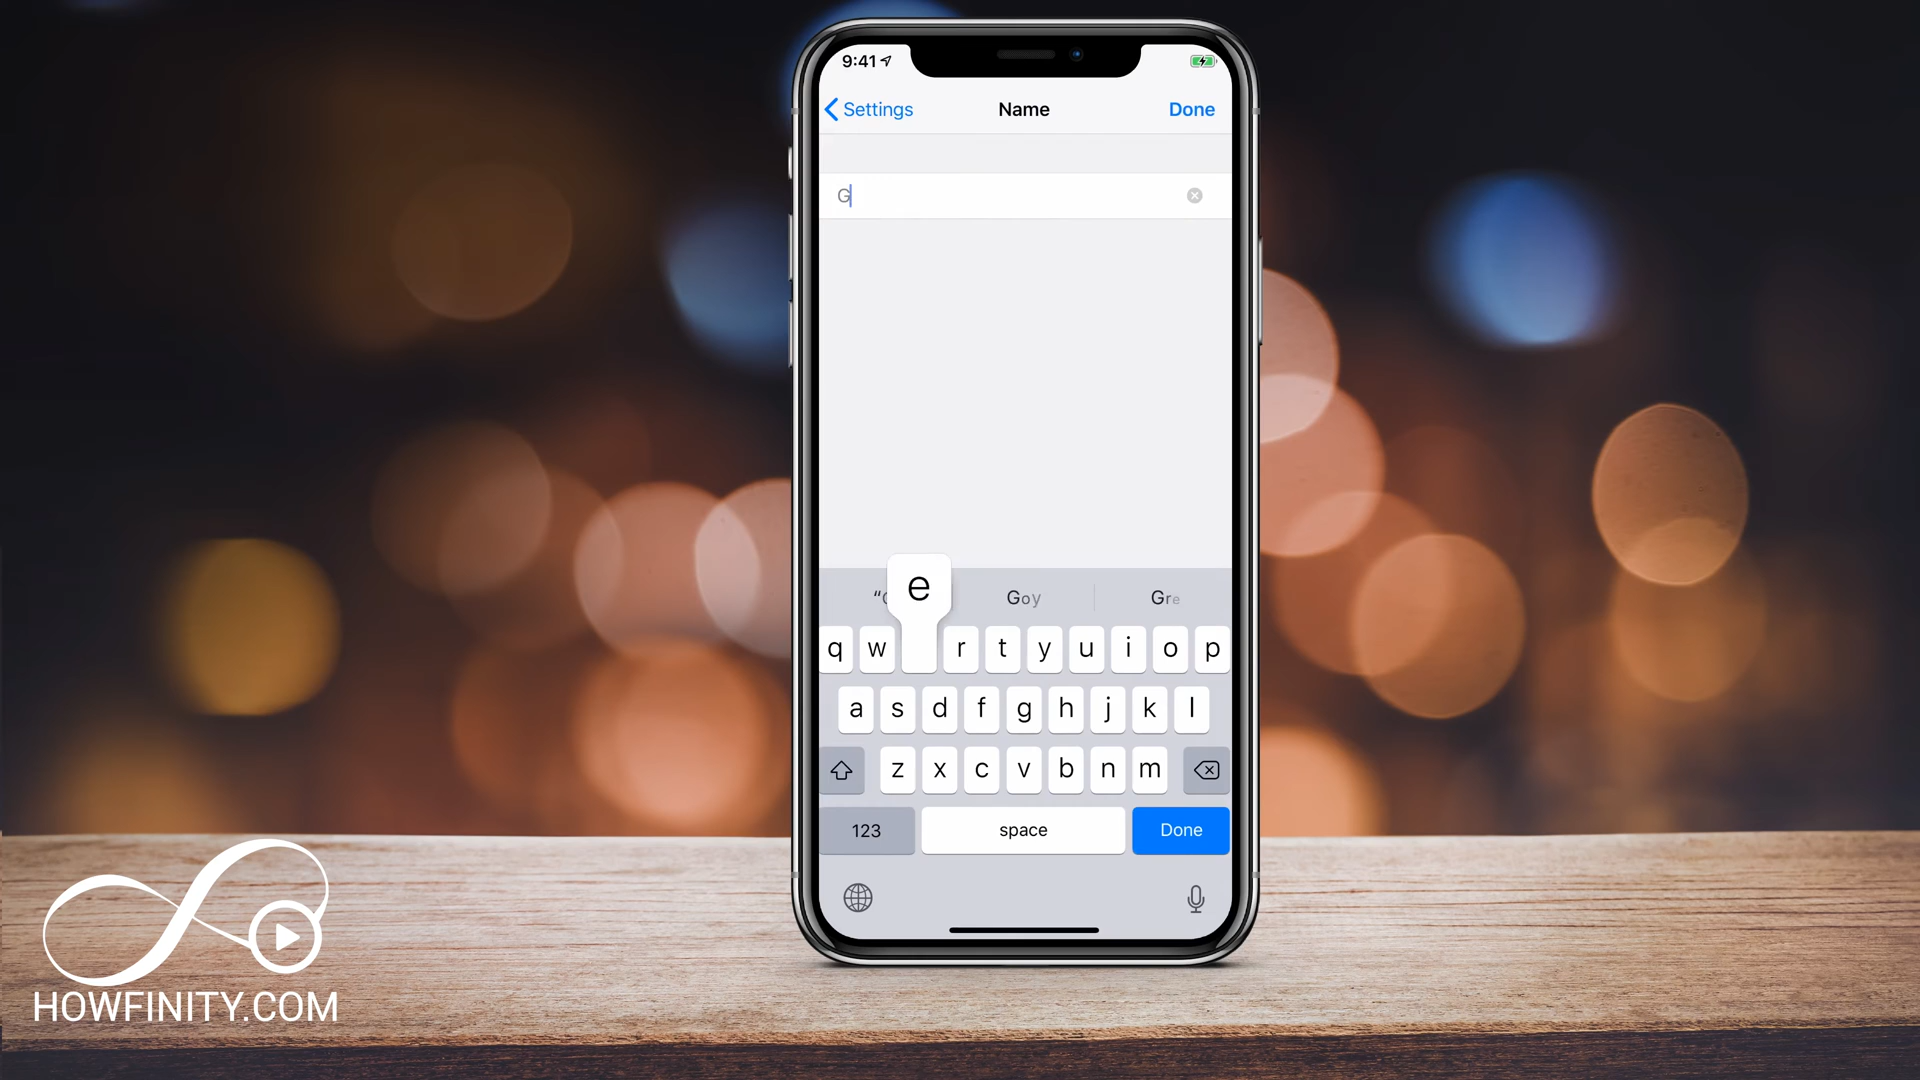 9:41
Settings
Name
Done
G
e
Goy
Gre
q w r t y u i o p
a s d f g h j k l
z x c v b n m
123
space
Done
HOWFINITY.COM